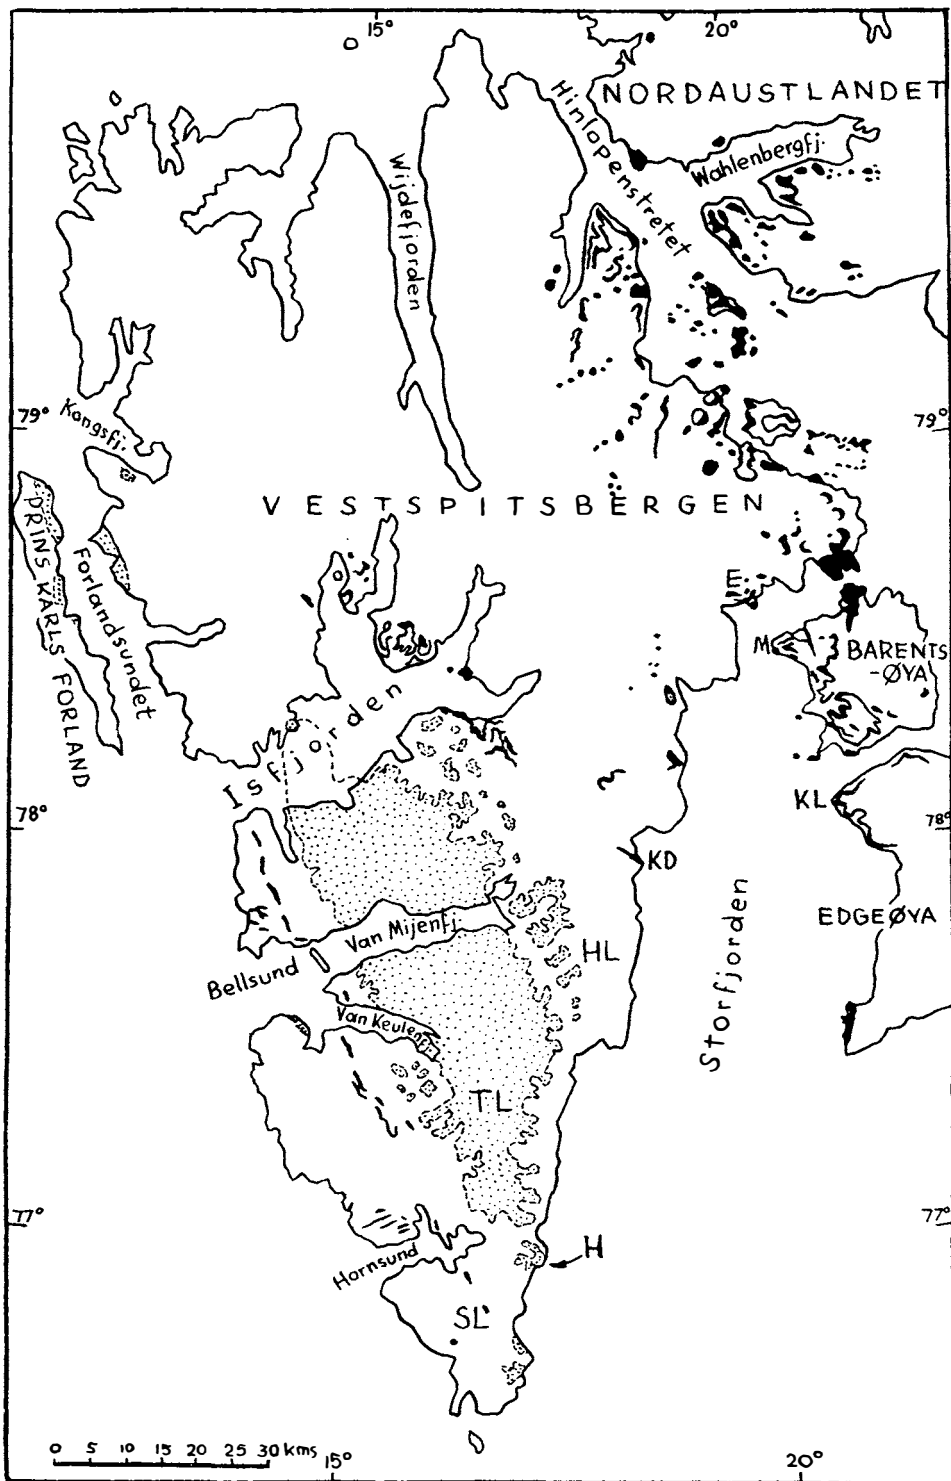 15° 20°
NORDAUSTLANDET
Hinlopenstretet
Wahlenbergfj.
Wijdefjorden
79° 79°
Kongsfj.
VESTSPITSBERGEN
PRINS KARLS FORLAND
Forlandsundet
E.
M
BARENTS
-ØYA
Isfjorden
KL
78° 78°
KD
EDGEØYA
Van Mijenfj.
HL
Bellsund
Storfjorden
Van Keulenfj.
TL
77° 77°
H
Hornsund
SL
0 5 10 15 20 25 30 kms
15° 20°